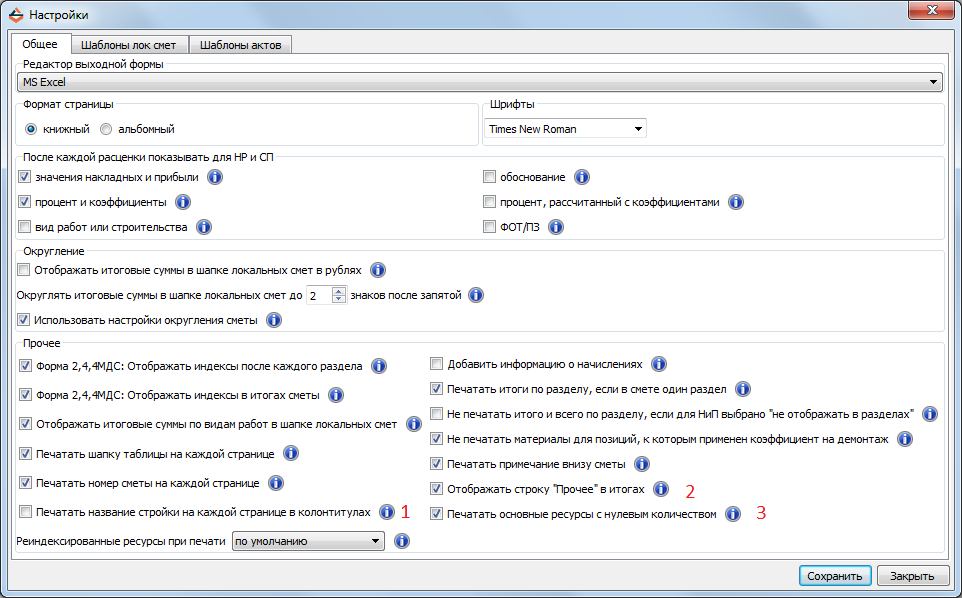 Настройки
Общее
Шаблоны лок смет
Шаблоны актов
Редактор выходной формы
MS Excel
Формат страницы
книжный
альбомный
Шрифты
Times New Roman
После каждой расценки показывать для НР и СП
значения накладных и прибыли
обоснование
процент и коэффициенты
процент, рассчитанный с коэффициентами
вид работ или строительства
ФОТ/ПЗ
Округление
Отображать итоговые суммы в шапке локальных смет в рублях
Округлять итоговые суммы в шапке локальных смет до 2 знаков после запятой
Использовать настройки округления сметы
Прочее
Форма 2,4,4МДС: Отображать индексы после каждого раздела
Форма 2,4,4МДС: Отображать индексы в итогах сметы
Отображать итоговые суммы по видам работ в шапке локальных смет
Печатать шапку таблицы на каждой странице
Печатать номер сметы на каждой странице
Печатать название стройки на каждой странице в колонтитулах 1
Реиндексированные ресурсы при печати по умолчанию
Добавить информацию о начислениях
Печатать итоги по разделу, если в смете один раздел
Не печатать итого и всего по разделу, если для НиП выбрано "не отображать в разделах"
Не печатать материалы для позиций, к которым применен коэффициент на демонтаж
Печатать примечание внизу сметы
Отображать строку "Прочее" в итогах 2
Печатать основные ресурсы с нулевым количеством 3
Сохранить
Закрыть